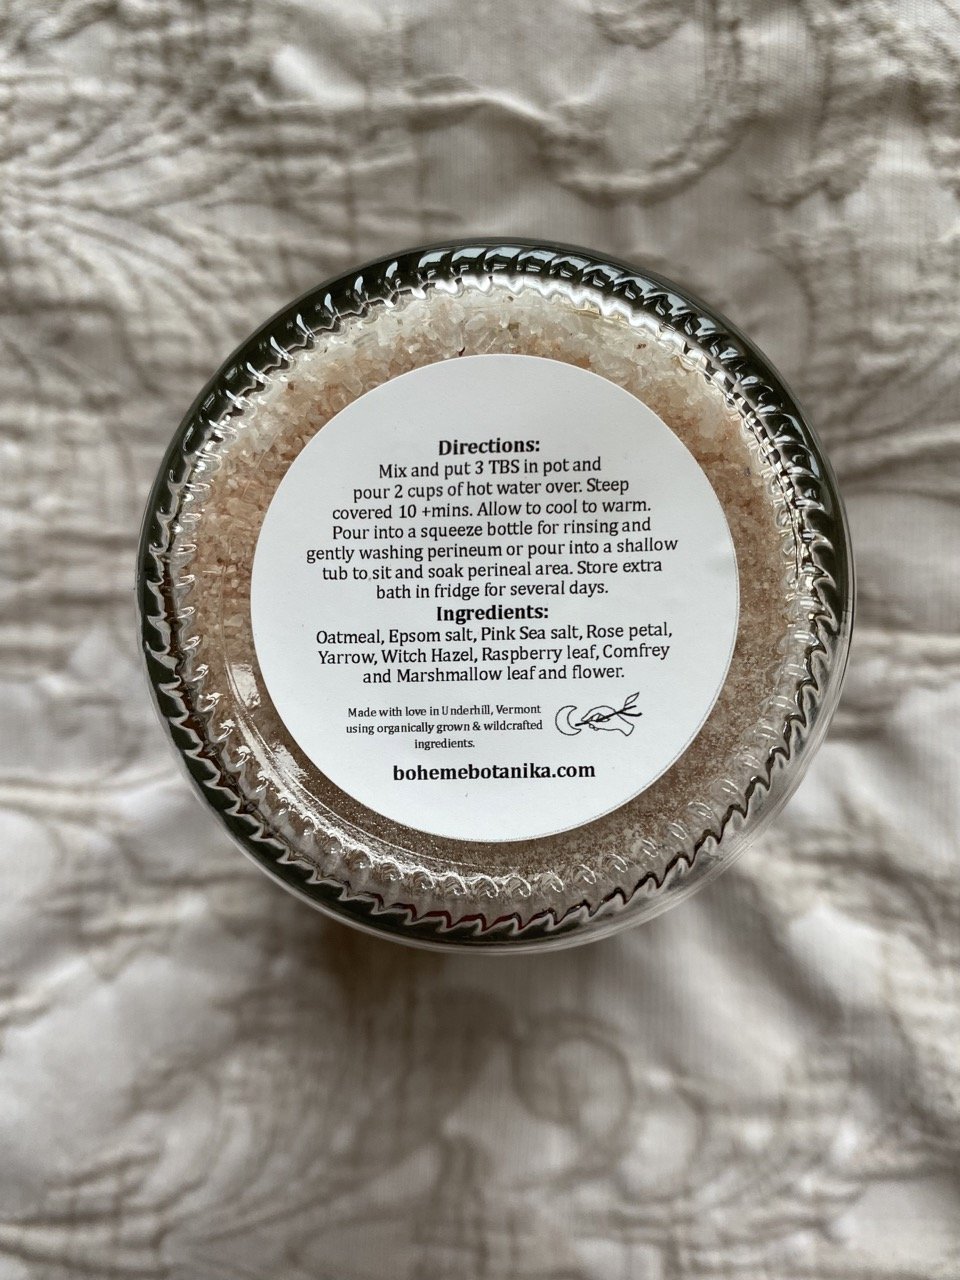 Directions:
Mix and put 3 TBS in pot and
pour 2 cups of hot water over. Steep
covered 10 +mins. Allow to cool to warm.
Pour into a squeeze bottle for rinsing and
gently washing perineum or pour into a shallow
tub to sit and soak perineal area. Store extra
bath in fridge for several days.
Ingredients:
Oatmeal, Epsom salt, Pink Sea salt, Rose petal,
Yarrow, Witch Hazel, Raspberry leaf, Comfrey
and Marshmallow leaf and flower.
Made with love in Underhill, Vermont
using organically grown & wildcrafted
ingredients.
bohemebotanika.com